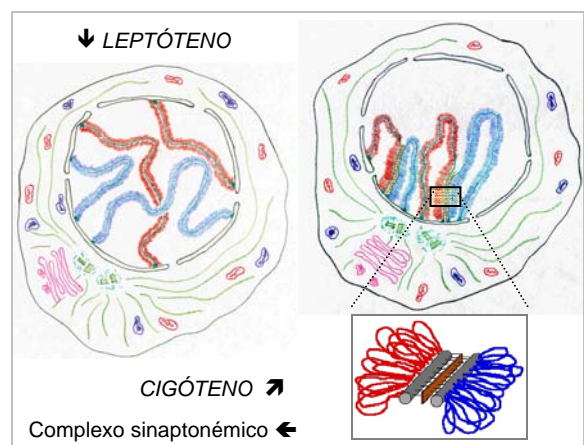 🡻 LEPTÓTENO
CIGÓTENO 🡽
Complexo sinaptonémico 🡸